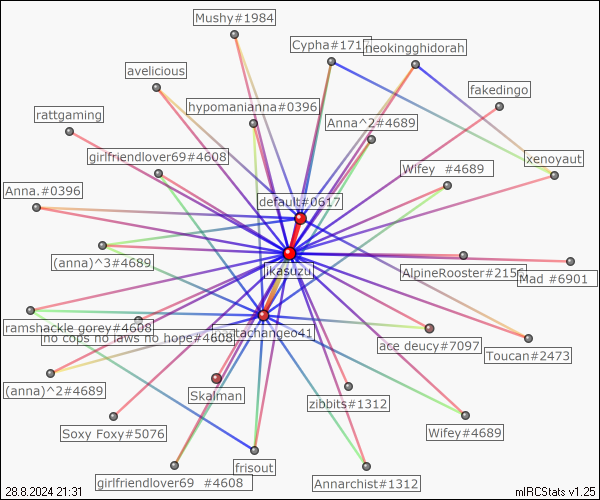 Mushy#1984
Cypha#171
neokingghidorah
avelicious
fakedingo
hypomanianna#0396
rattgaming
Anna^2#4689
girlfriendlover69#4608
xenoyaut
Wifey  #4689
Anna.#0396
default#0617
(anna)^3#4689
jkasuzu
AlpineRooster#2156
Mad #6901
ramshackle gorey#4608
no cops no laws no hope#4608
tachange041
ace deucy#7097
Toucan#2473
(anna)^2#4689
Skalman
zibbits#1312
Soxy Foxy#5076
Wifey#4689
frisout
girlfriendlover69  #4608
Annarchist#1312
28.8.2024 21:31
mIRCStats v1.25